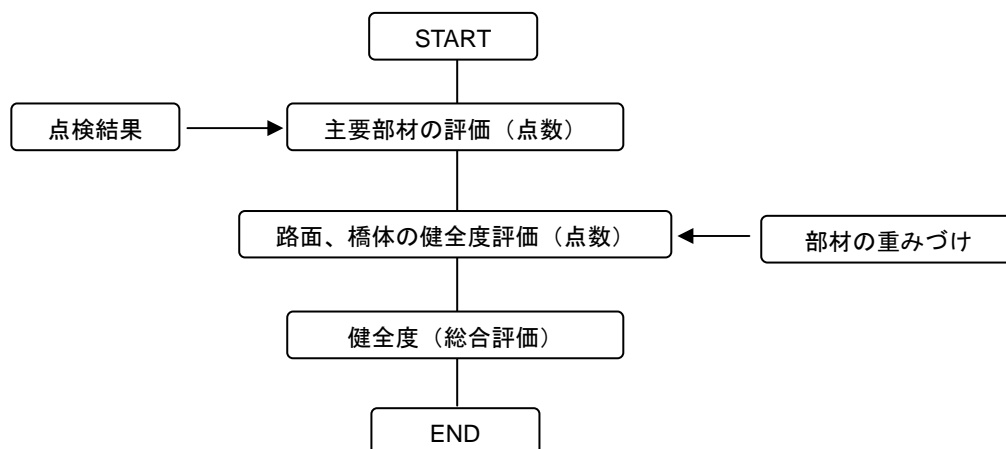 START
点検結果
主要部材の評価（点数）
路面、橋体の健全度評価（点数）
部材の重みづけ
健全度（総合評価）
END